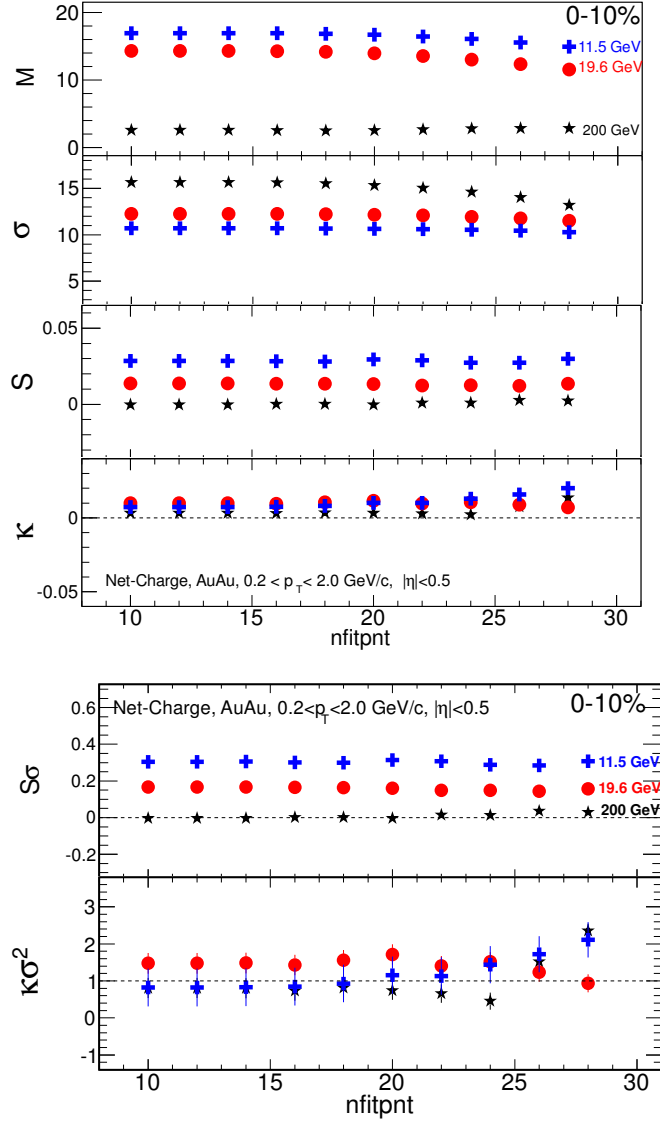 0-10%
20
10
0
M
11.5 GeV
19.6 GeV
200 GeV
15
10
5
σ
0.05
0
S
0
-0.05
κ
Net-Charge, AuAu, 0.2 < p_T < 2.0 GeV/c, |η|<0.5
10 15 20 25 30
nfitpnt
Net-Charge, AuAu, 0.2<p_T<2.0 GeV/c, |η|<0.5
0-10%
0.6
0.4
0.2
0
-0.2
Sσ
11.5 GeV
19.6 GeV
200 GeV
3
2
1
0
-1
κσ²
10 15 20 25 30
nfitpnt